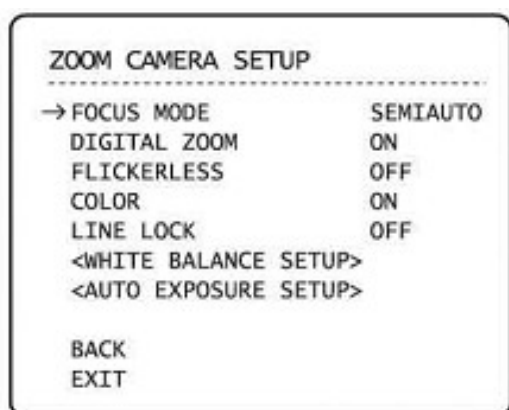 ZOOM CAMERA SETUP
→ FOCUS MODE SEMIAUTO
DIGITAL ZOOM ON
FLICKERLESS OFF
COLOR ON
LINE LOCK OFF
<WHITE BALANCE SETUP>
<AUTO EXPOSURE SETUP>
BACK
EXIT